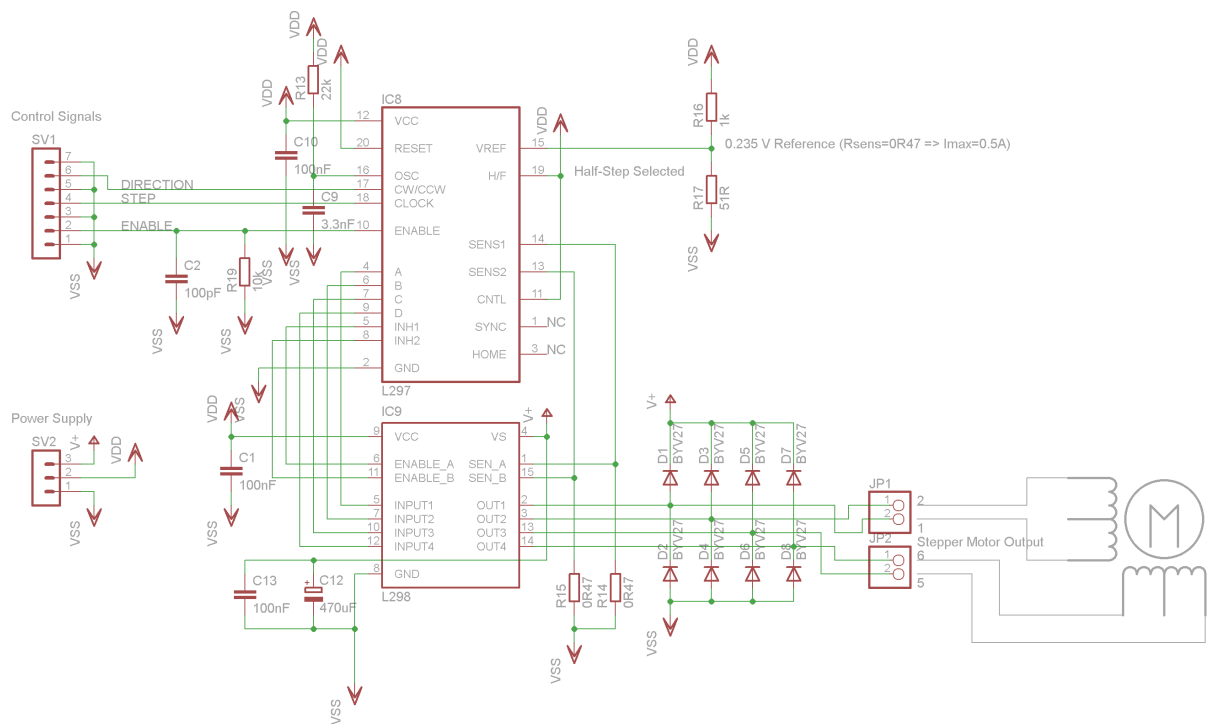 Control Signals
SV1
7
6
5
4
3
2
1
DIRECTION
STEP
ENABLE
VSS
C2
100pF
VSS
R19
10k
VSS
VDD
R13
22k
VDD
VDD
C10
100nF
VSS
C9
3.3nF
VSS
IC8
12 VCC
20 RESET
16 OSC
17 CW/CCW
18 CLOCK
10 ENABLE
4 A
6 B
7 C
9 D
5 INH1
8 INH2
2 GND
VREF 15
H/F 19
SENS1 14
SENS2 13
CNTL 11
SYNC 1 NC
HOME 3 NC
L297
VSS
VDD
Half-Step Selected
VDD
R16
1k
0.235 V Reference (Rsens=0R47 => Imax=0.5A)
R17
51R
VSS
Power Supply
SV2
3
2
1
V+
VDD
VSS
VDD
C1
100nF
VSS
IC9
9 VCC
6 ENABLE_A
11 ENABLE_B
5 INPUT1
7 INPUT2
10 INPUT3
12 INPUT4
8 GND
VS 4
SEN_A 1
SEN_B 15
OUT1 2
OUT2 3
OUT3 13
OUT4 14
L298
V+
C13
100nF
+
C12
470uF
VSS
R15
0R47
R14
0R47
VSS
V+
D1
BYV27
D3
BYV27
D5
BYV27
D7
BYV27
D2
BYV27
D4
BYV27
D6
BYV27
D8
BYV27
VSS
JP1
1
2
2
1
JP2
Stepper Motor Output
1
2
6
5
M